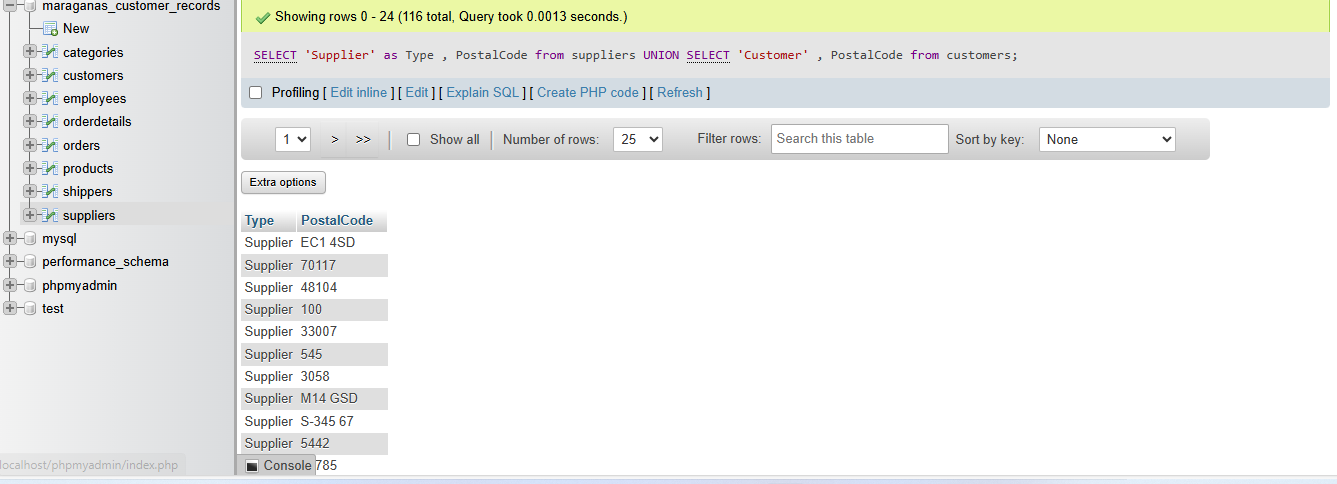 maraganas_customer_records
New
categories
customers
employees
orderdetails
orders
products
shippers
suppliers
mysql
performance_schema
phpmyadmin
test
localhost/phpmyadmin/index.php
Showing rows 0 - 24 (116 total, Query took 0.0013 seconds.)
SELECT 'Supplier' as Type , PostalCode from suppliers UNION SELECT 'Customer' , PostalCode from customers;
Profiling [ Edit inline ] [ Edit ] [ Explain SQL ] [ Create PHP code ] [ Refresh ]
1 > >> Show all Number of rows: 25 Filter rows: Search this table Sort by key: None
Extra options
Type PostalCode
Supplier EC1 4SD
Supplier 70117
Supplier 48104
Supplier 100
Supplier 33007
Supplier 545
Supplier 3058
Supplier M14 GSD
Supplier S-345 67
Supplier 5442
Console 785